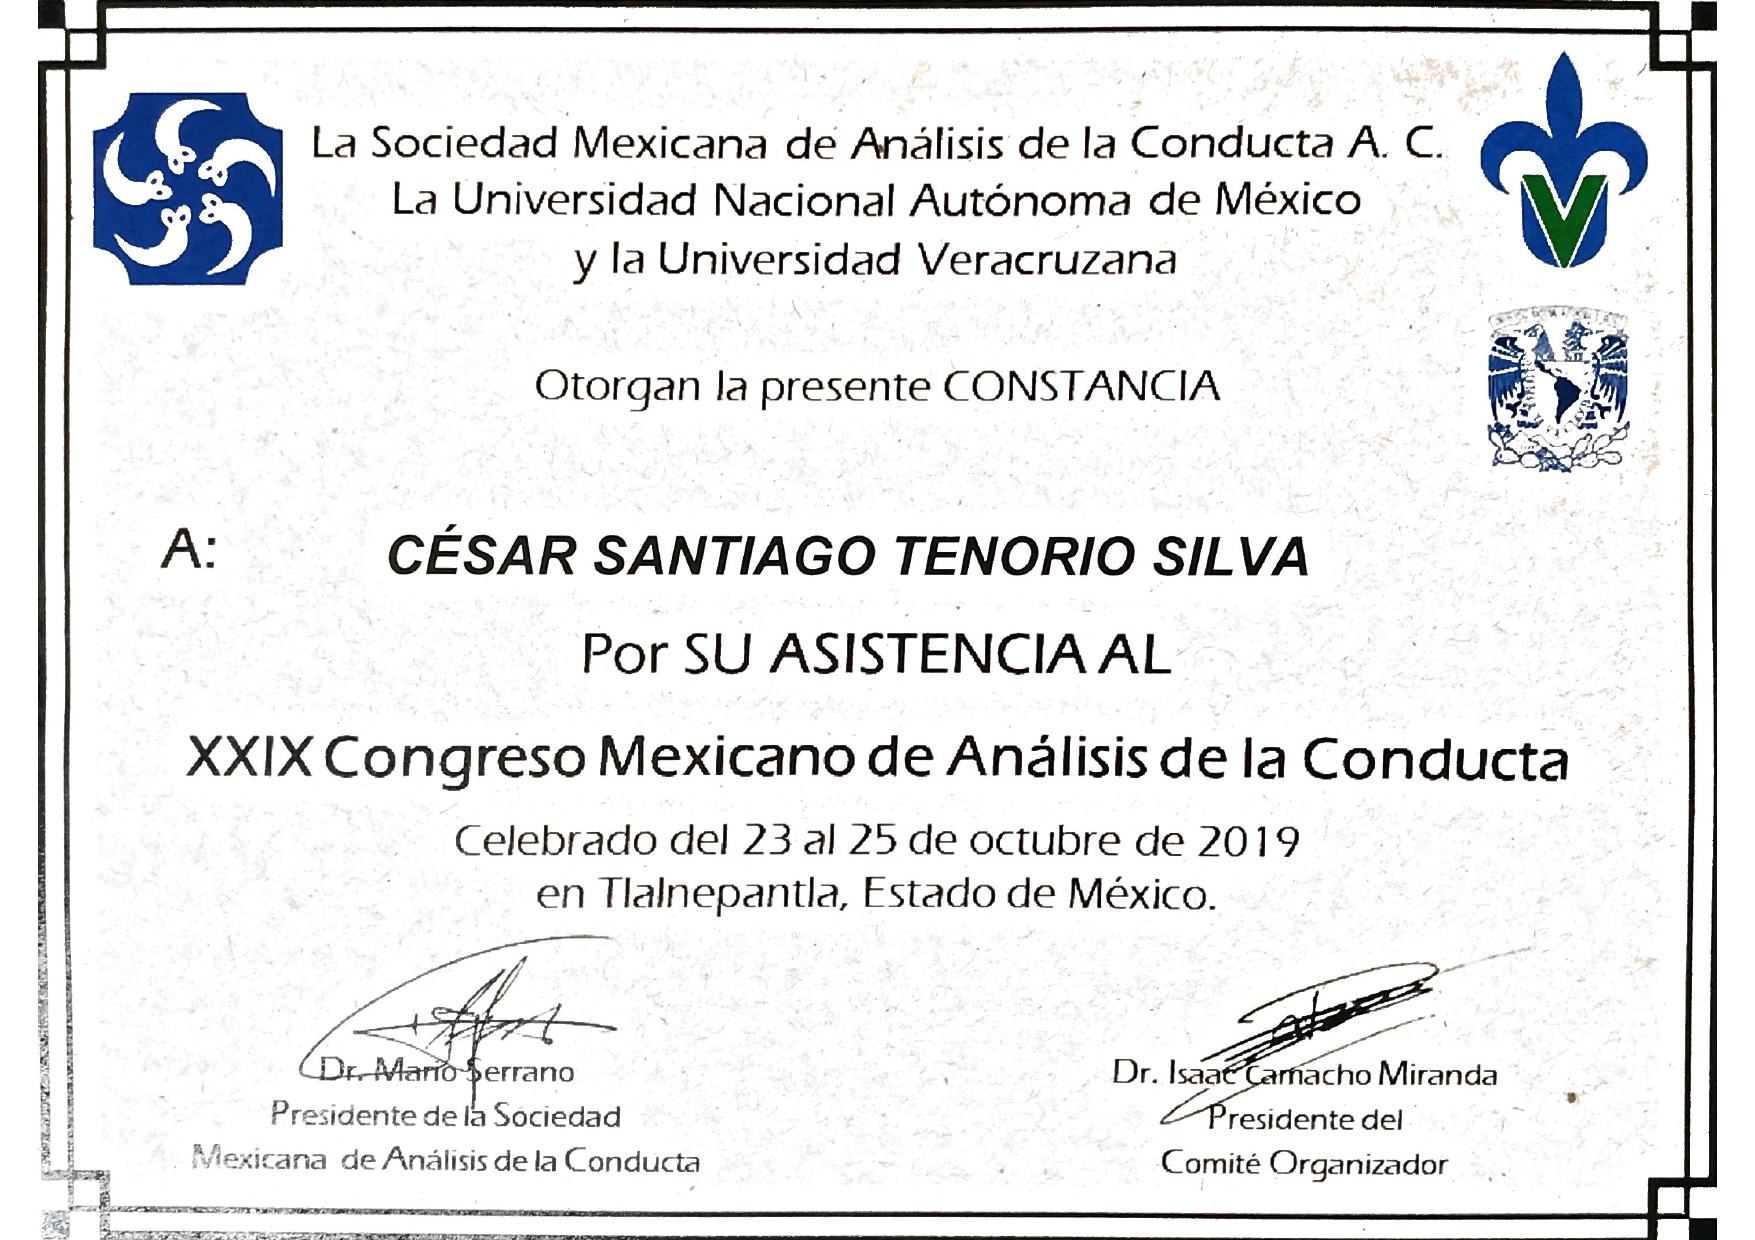 La Sociedad Mexicana de Análisis de la Conducta A. C.
La Universidad Nacional Autónoma de México
y la Universidad Veracruzana
Otorgan la presente CONSTANCIA
A: CÉSAR SANTIAGO TENORIO SILVA
Por SU ASISTENCIA AL
XXIX Congreso Mexicano de Análisis de la Conducta
Celebrado del 23 al 25 de octubre de 2019
en Tlalnepantla, Estado de México.
Dr. Mario Serrano
Presidente de la Sociedad
Mexicana de Análisis de la Conducta
Dr. Isaac Camacho Miranda
Presidente del
Comité Organizador